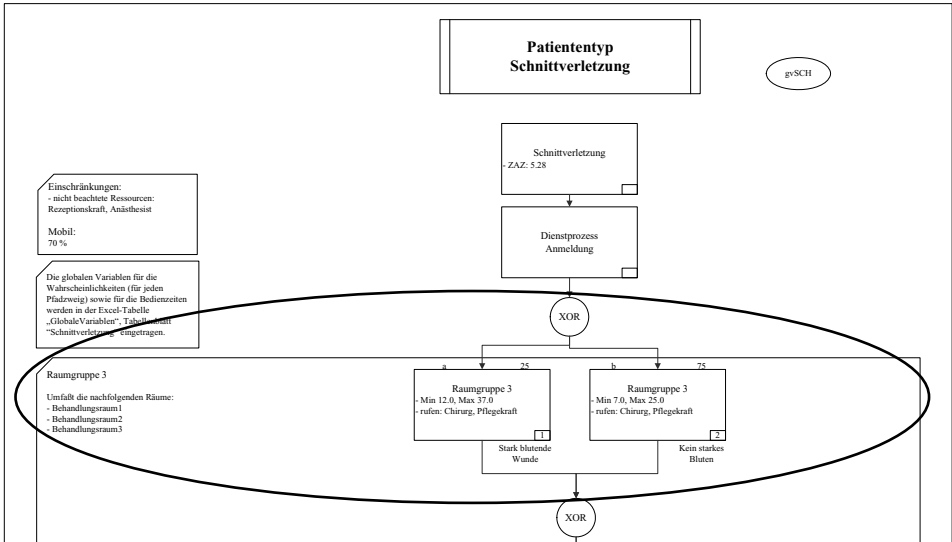 Patiententyp
Schnittverletzung
gvSCH
Schnittverletzung
- ZAZ: 5.28
Einschränkungen:
- nicht beachtete Ressourcen:
Rezeptionskraft, Anästhesist
Mobil:
70 %
Dienstprozess
Anmeldung
Die globalen Variablen für die
Wahrscheinlichkeiten (für jeden
Pfadzweig) sowie für die Bedienzeiten
werden in der Excel-Tabelle
„GlobaleVariablen“, Tabellenblatt
“Schnittverletzung“ eingetragen.
XOR
a 25
b 75
Raumgruppe 3
Umfaßt die nachfolgenden Räume:
- Behandlungsraum1
- Behandlungsraum2
- Behandlungsraum3
Raumgruppe 3
- Min 12.0, Max 37.0
- rufen: Chirurg, Pflegekraft
1
Stark blutende
Wunde
Raumgruppe 3
- Min 7.0, Max 25.0
- rufen: Chirurg, Pflegekraft
2
Kein starkes
Bluten
XOR